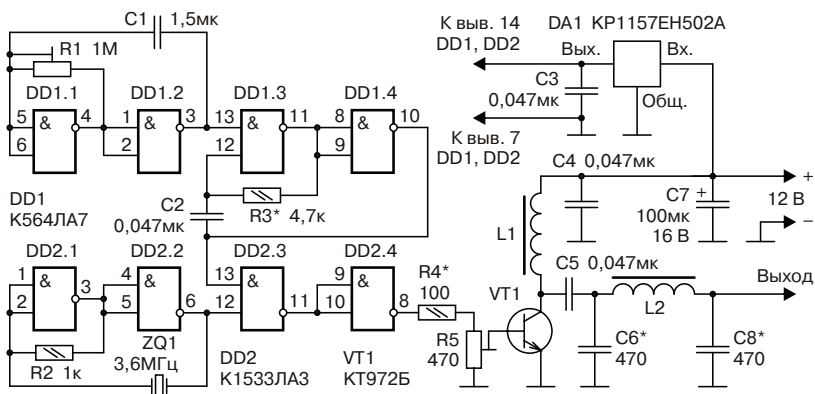 C1 1,5мк
R1 1М
DD1.1
DD1.2
DD1.3
DD1.4
5
&
4
6
1
&
3
2
13
&
11
12
8
&
10
9
DD1
К564ЛА7
C2
0,047мк
R3* 4,7к
DD2.1
DD2.2
DD2.3
DD2.4
1
&
3
2
4
&
6
5
13
&
11
12
9
&
8
10
R2 1к
ZQ1
3,6МГц
DD2
К1533ЛА3
VT1
КТ972Б
R4*
100
R5
470
К выв. 14
DD1, DD2
DA1 КР1157ЕН502А
Вых.
Вх.
Общ.
C3
0,047мк
К выв. 7
DD1, DD2
C4 0,047мк
+
12 В
–
C7
+
100мк
16 В
L1
C5 0,047мк
Выход
VT1
L2
C6*
470
C8*
470